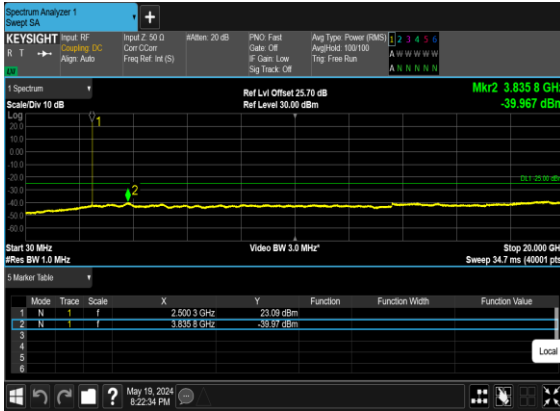 Spectrum Analyzer 1
Swept SA
+
KEYSIGHT Input: RF Input Z: 50 Ω #Atten: 20 dB PNO: Fast Avg Type: Power (RMS) 1 2 3 4 5 6
R T Coupling: DC Corr CCorr Gate: Off Avg|Hold: 100/100 A W W W W W
Align: Auto Freq Ref: Int (S) IF Gain: Low Trig: Free Run
Sig Track: Off A N N N N N
1 Spectrum
Scale/Div 10 dB
Ref Lvl Offset 25.70 dB
Ref Level 30.00 dBm
Mkr2 3.835 8 GHz
-39.967 dBm
Log
20.0
10.0
0.00
-10.0
-20.0
-30.0
-40.0
-50.0
-60.0
1
2
DL1 -25.00 dBm
Start 30 MHz Video BW 3.0 MHz* Stop 20.000 GHz
#Res BW 1.0 MHz Sweep 34.7 ms (40001 pts)
5 Marker Table
Mode Trace Scale X Y Function Function Width Function Value
1 N 1 f 2.500 3 GHz 23.09 dBm
2 N 1 f 3.835 8 GHz -39.97 dBm
3
4
5
6
Local
?
May 19, 2024
8:22:34 PM